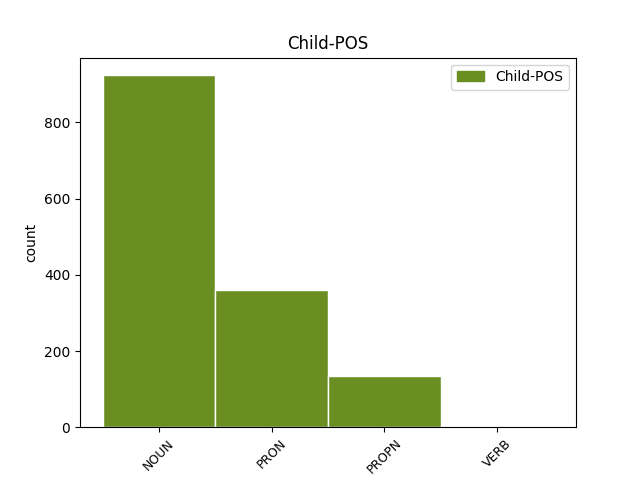 Child-POS
Child-POS
count
800
600
400
200
0
NOUN
PRON
PROPN
VERB